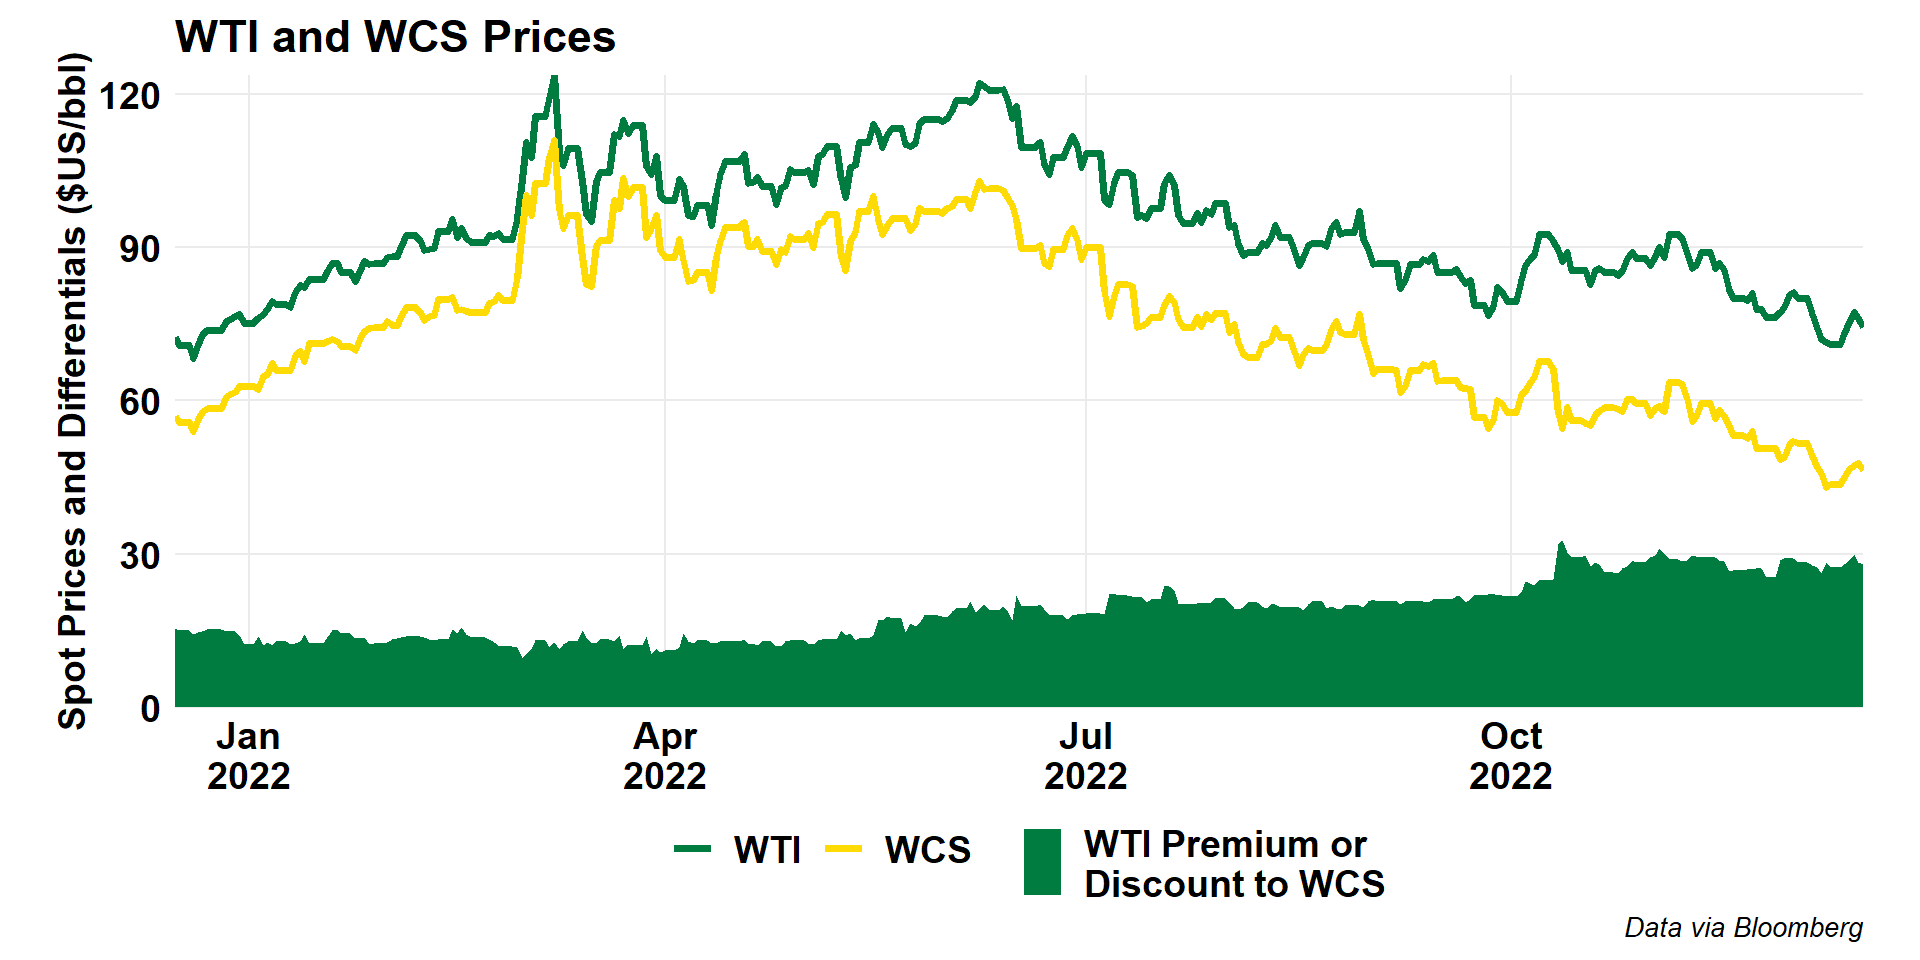 WTI and WCS Prices
Spot Prices and Differentials ($US/bbl)
120
90
60
30
0
Jan
2022
Apr
2022
Jul
2022
Oct
2022
WTI
WCS
WTI Premium or
Discount to WCS
Data via Bloomberg